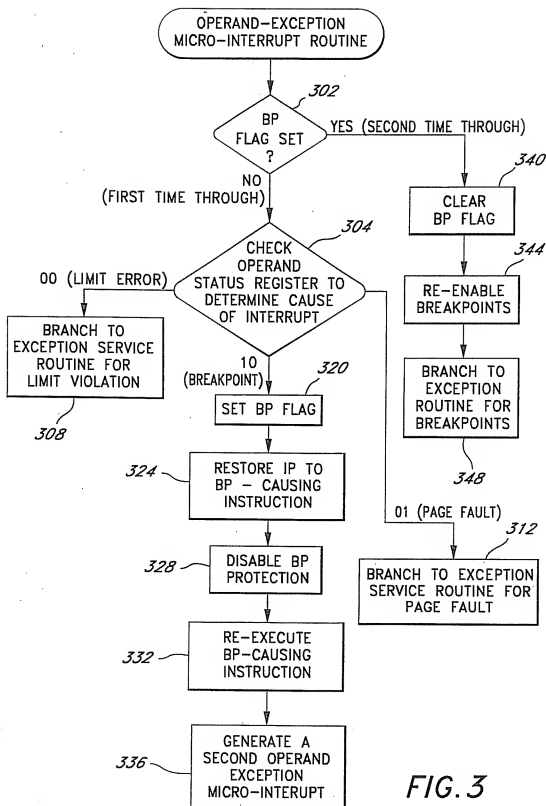 OPERAND-EXCEPTION
MICRO-INTERRUPT ROUTINE
302
BP
FLAG SET
?
YES (SECOND TIME THROUGH)
NO
(FIRST TIME THROUGH)
340
CLEAR
BP FLAG
304
CHECK
OPERAND
STATUS REGISTER TO
DETERMINE CAUSE
OF INTERRUPT
344
RE-ENABLE
BREAKPOINTS
00 (LIMIT ERROR)
BRANCH TO
EXCEPTION SERVICE
ROUTINE FOR
LIMIT VIOLATION
308
10
(BREAKPOINT)
320
SET BP FLAG
BRANCH TO
EXCEPTION
ROUTINE FOR
BREAKPOINTS
348
324
RESTORE IP TO
BP - CAUSING
INSTRUCTION
01 (PAGE FAULT)
312
BRANCH TO EXCEPTION
SERVICE ROUTINE FOR
PAGE FAULT
328
DISABLE BP
PROTECTION
332
RE-EXECUTE
BP-CAUSING
INSTRUCTION
336
GENERATE A
SECOND OPERAND
EXCEPTION
MICRO-INTERUPT
FIG. 3